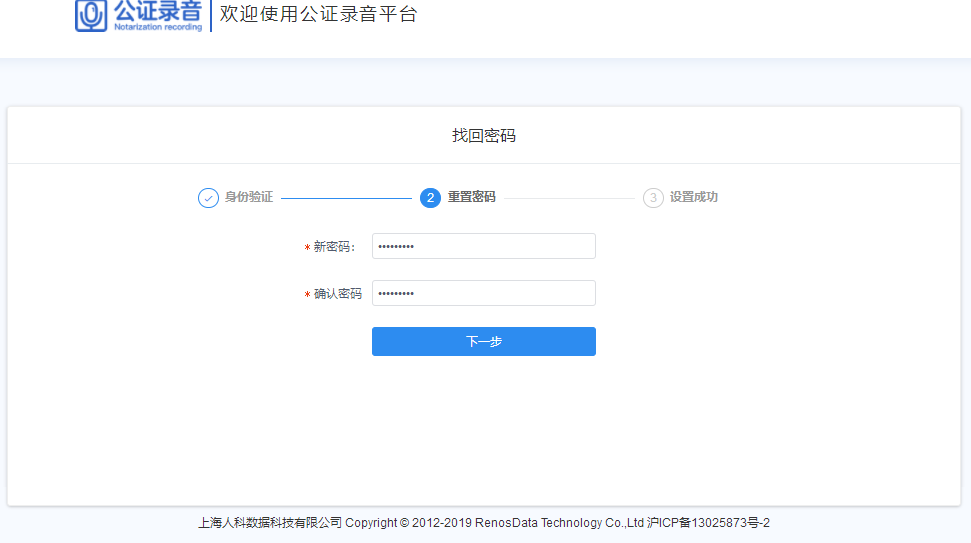 公证录音
Notarization recording
欢迎使用公证录音平台
找回密码
身份验证
2 重置密码
3 设置成功
* 新密码：
* 确认密码
下一步
上海人科数据科技有限公司 Copyright © 2012-2019 RenosData Technology Co.,Ltd 沪ICP备13025873号-2